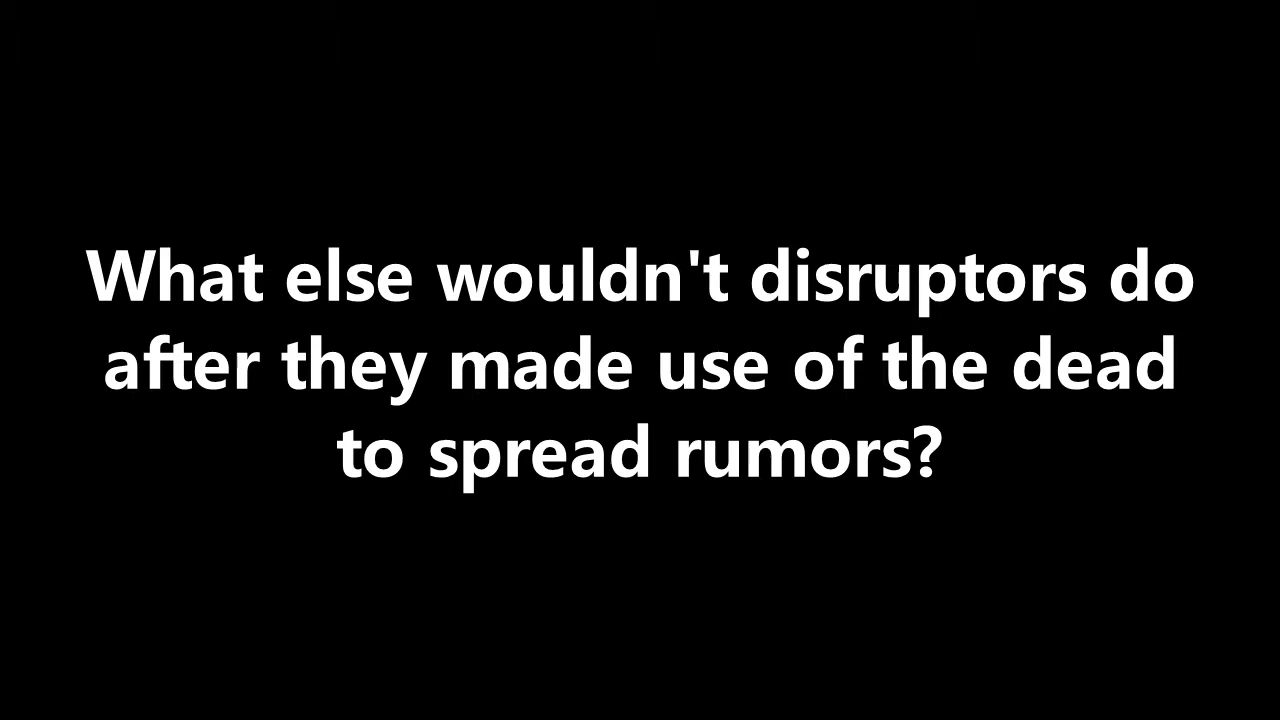 What else wouldn't disruptors do
after they made use of the dead
to spread rumors?